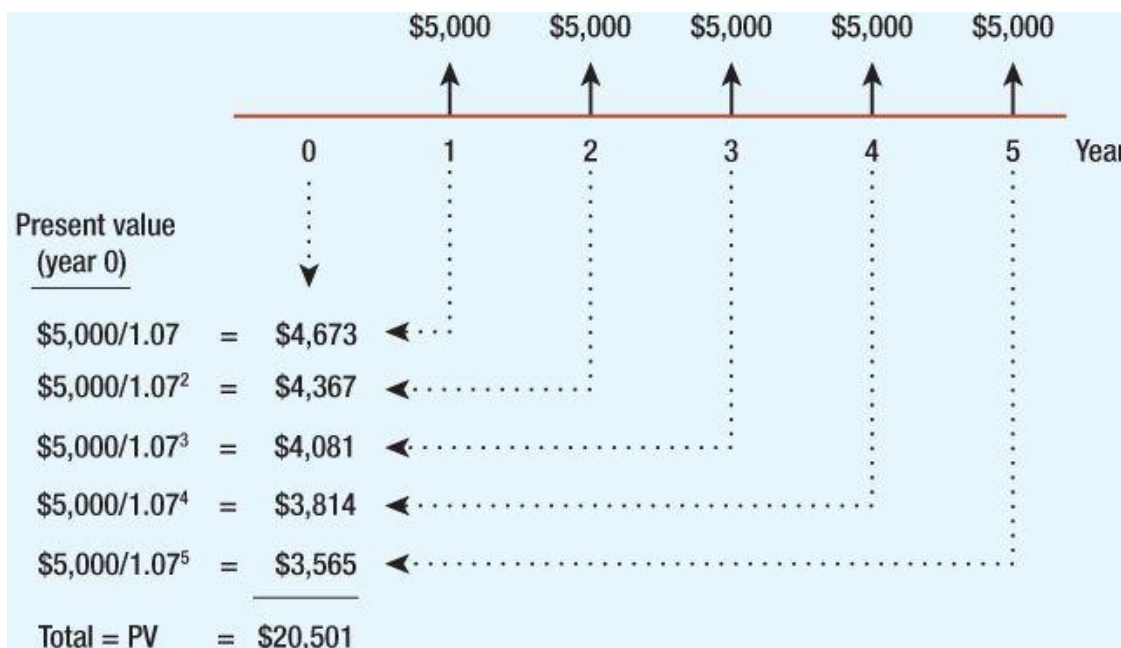 $5,000 $5,000 $5,000 $5,000 $5,000
0 1 2 3 4 5 Year
Present value
(year 0)
$5,000/1.07 = $4,673
$5,000/1.07² = $4,367
$5,000/1.07³ = $4,081
$5,000/1.07⁴ = $3,814
$5,000/1.07⁵ = $3,565
Total = PV = $20,501